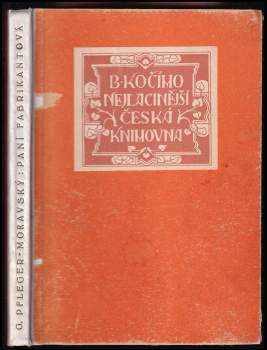 G. PFLEGER-MORAVSKÝ: PANÍ FABRIKANTOVÁ
B. KOČÍHO
NEJLACINĚJŠÍ
ČESKÁ
KNIHOVNA